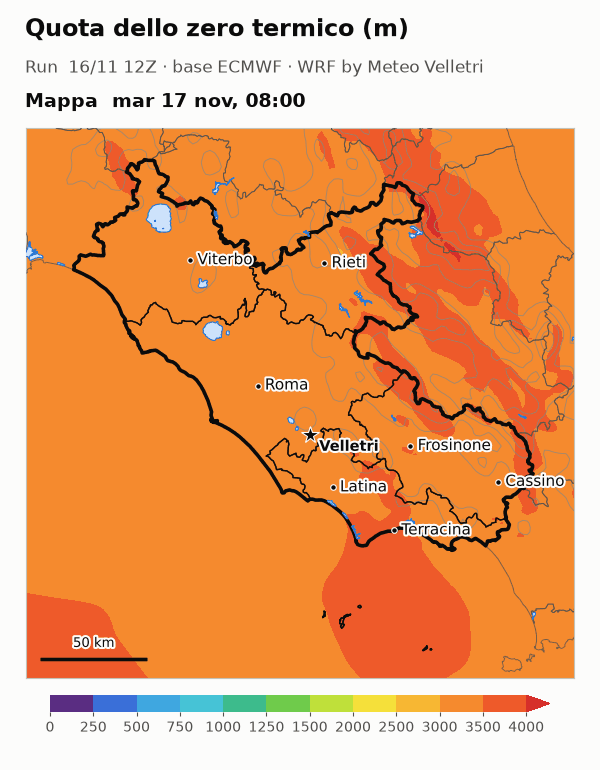 Quota dello zero termico (m)
Run 16/11 12Z · base ECMWF · WRF by Meteo Velletri
Mappa mar 17 nov, 08:00
Viterbo
Rieti
Roma
Velletri
Frosinone
Latina
Cassino
Terracina
50 km
0 250 500 750 1000 1250 1500 2000 2500 3000 3500 4000